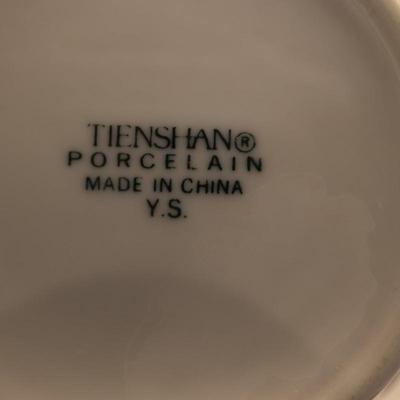 TIENSHAN®
PORCELAIN
MADE IN CHINA
Y.S.